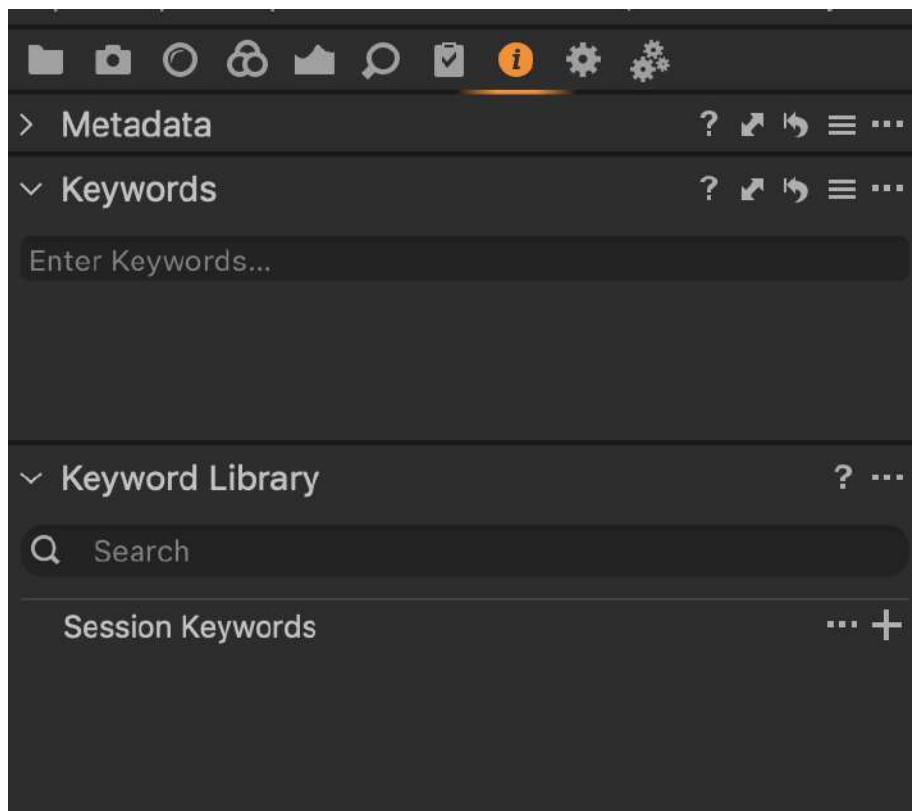 Metadata
?
Keywords
?
Enter Keywords...
Keyword Library
?
Search
Session Keywords